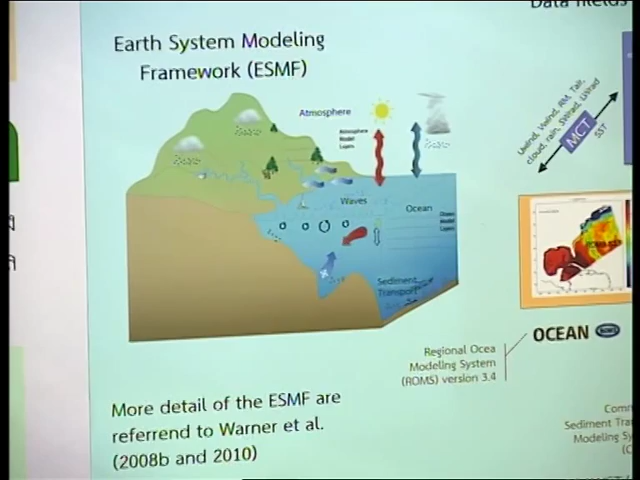 Data fields
Earth System Modeling
Framework (ESMF)
Atmosphere
Atmosphere
Model
Layers
Uwind, Vwind, Tair,
cloud, rain, SWrad, LWrad
MCT
SST
Waves
Ocean
Ocean
Model
Layers
Sediment
Transport
OCEAN
Regional Ocea
Modeling System
(ROMS) version 3.4
More detail of the ESMF are
referrend to Warner et al.
(2008b and 2010)
Comm
Sediment Tra
Modeling Sy
(C